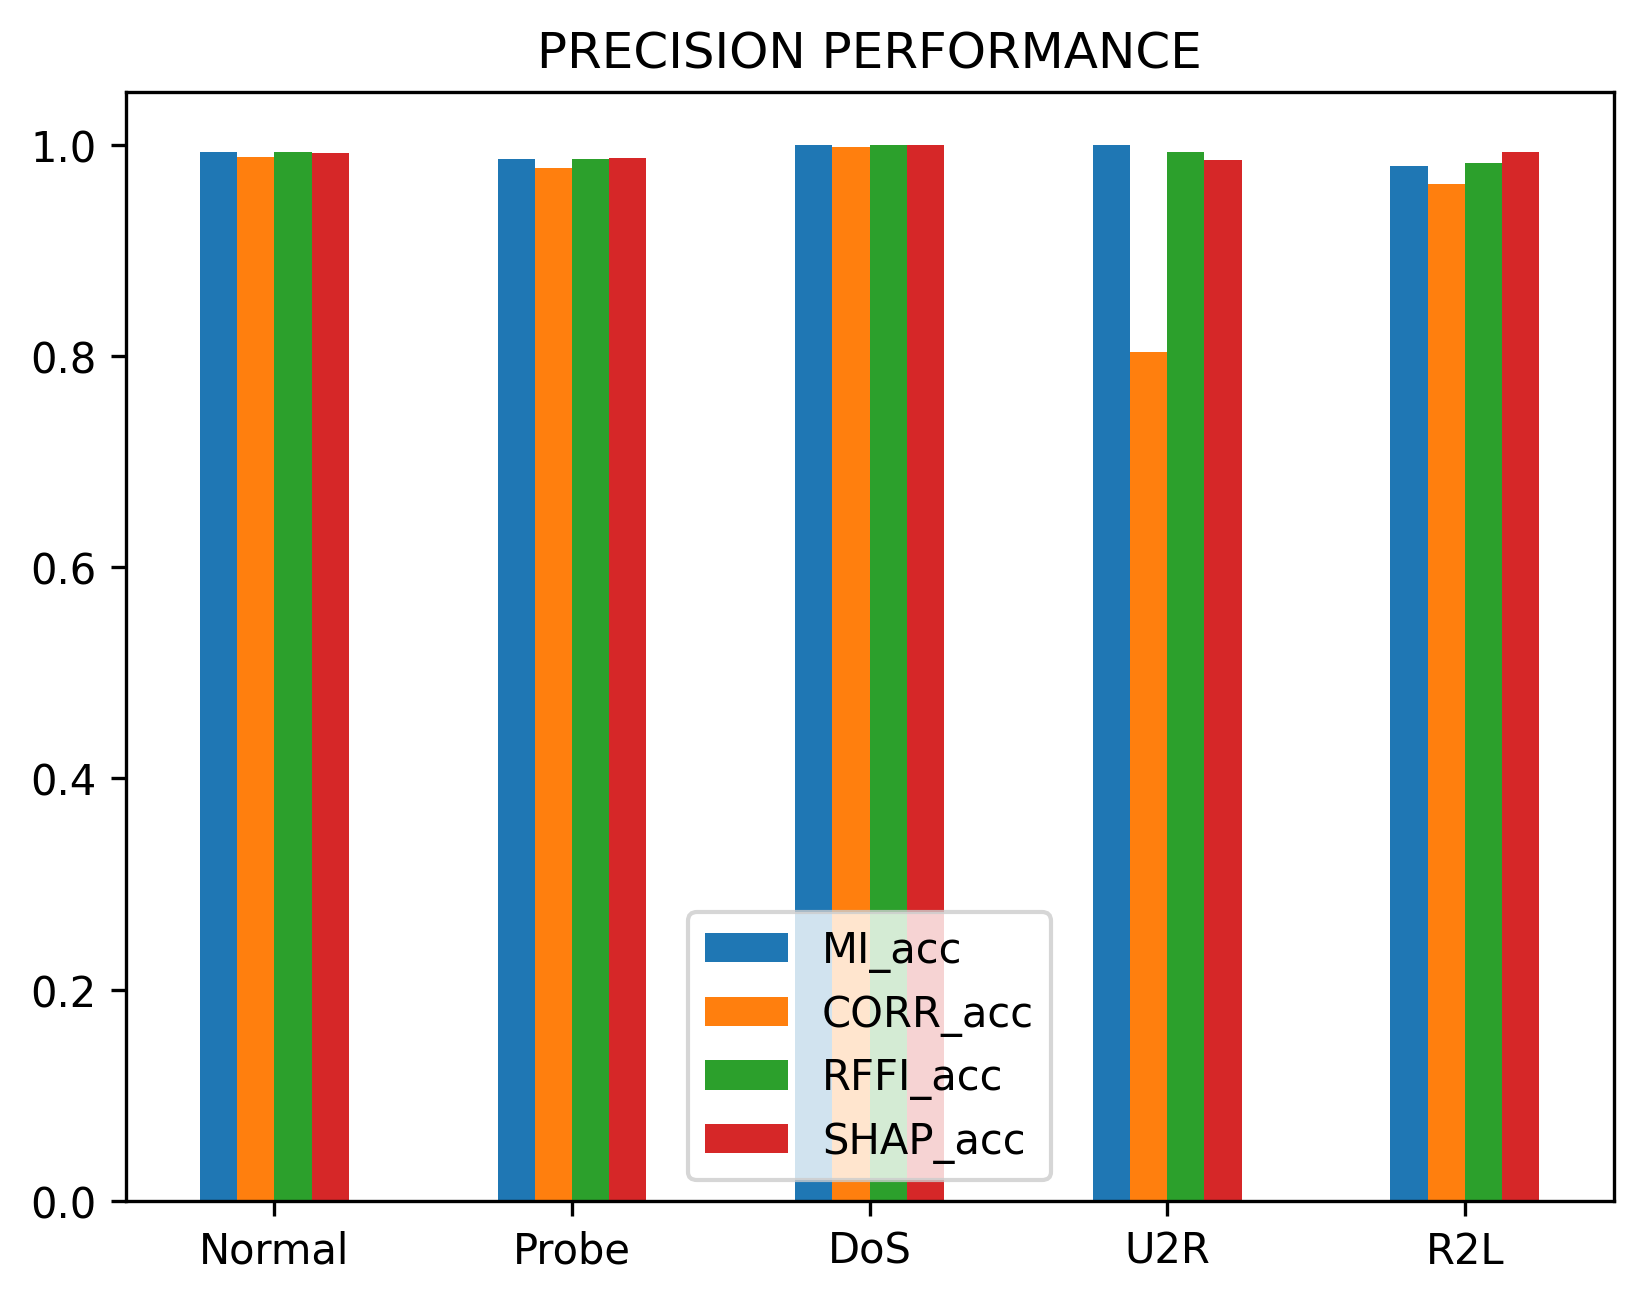 PRECISION PERFORMANCE
1.0
0.8
0.6
0.4
0.2
0.0
MI_acc
CORR_acc
RFFI_acc
SHAP_acc
Normal Probe DoS U2R R2L